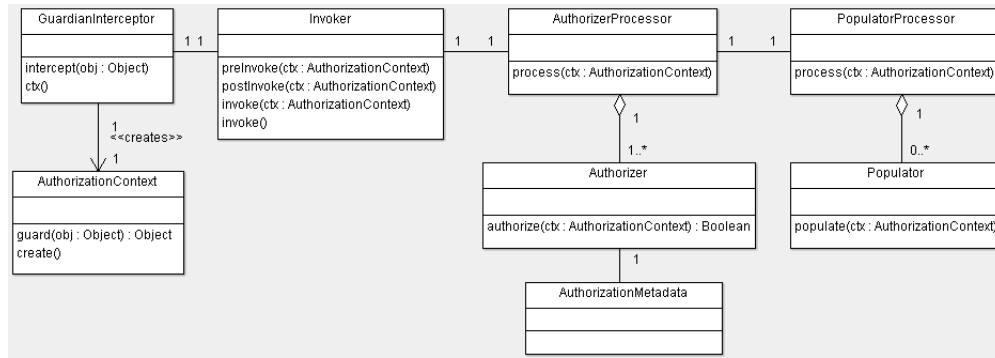 GuardianInterceptor
intercept(obj : Object)
ctx()
1 1
Invoker
preInvoke(ctx : AuthorizationContext)
postInvoke(ctx : AuthorizationContext)
invoke(ctx : AuthorizationContext)
invoke()
1 1
AuthorizerProcessor
process(ctx : AuthorizationContext)
1 1
PopulatorProcessor
process(ctx : AuthorizationContext)
1
<<creates>>
1
1
1..*
1
0..*
AuthorizationContext
guard(obj : Object) : Object
create()
Authorizer
authorize(ctx : AuthorizationContext) : Boolean
Populator
populate(ctx : AuthorizationContext)
1
AuthorizationMetadata